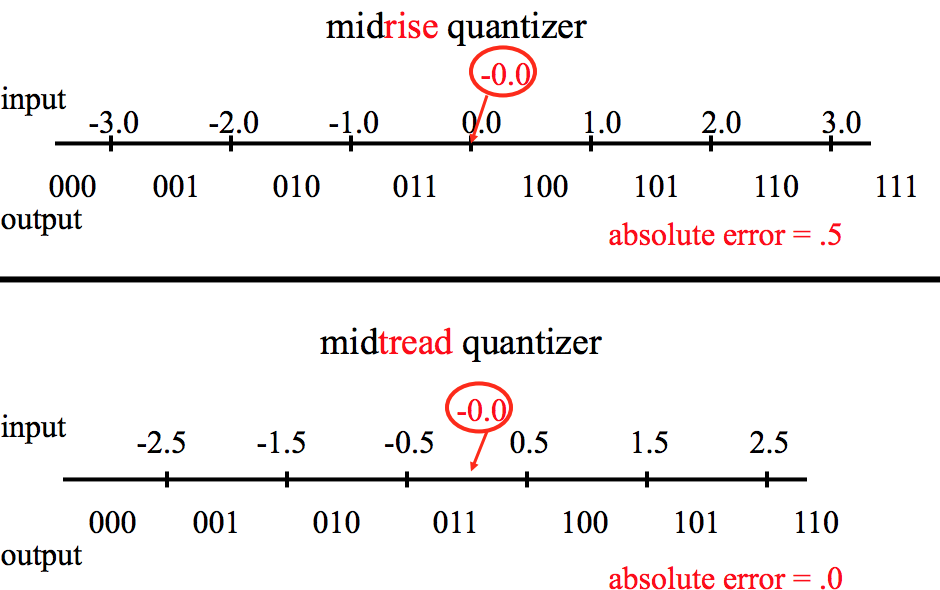 midrise quantizer
-0.0
input
-3.0 -2.0 -1.0 0.0 1.0 2.0 3.0
000 001 010 011 100 101 110 111
output
absolute error = .5
midtread quantizer
-0.0
input
-2.5 -1.5 -0.5 0.5 1.5 2.5
000 001 010 011 100 101 110
output
absolute error = .0